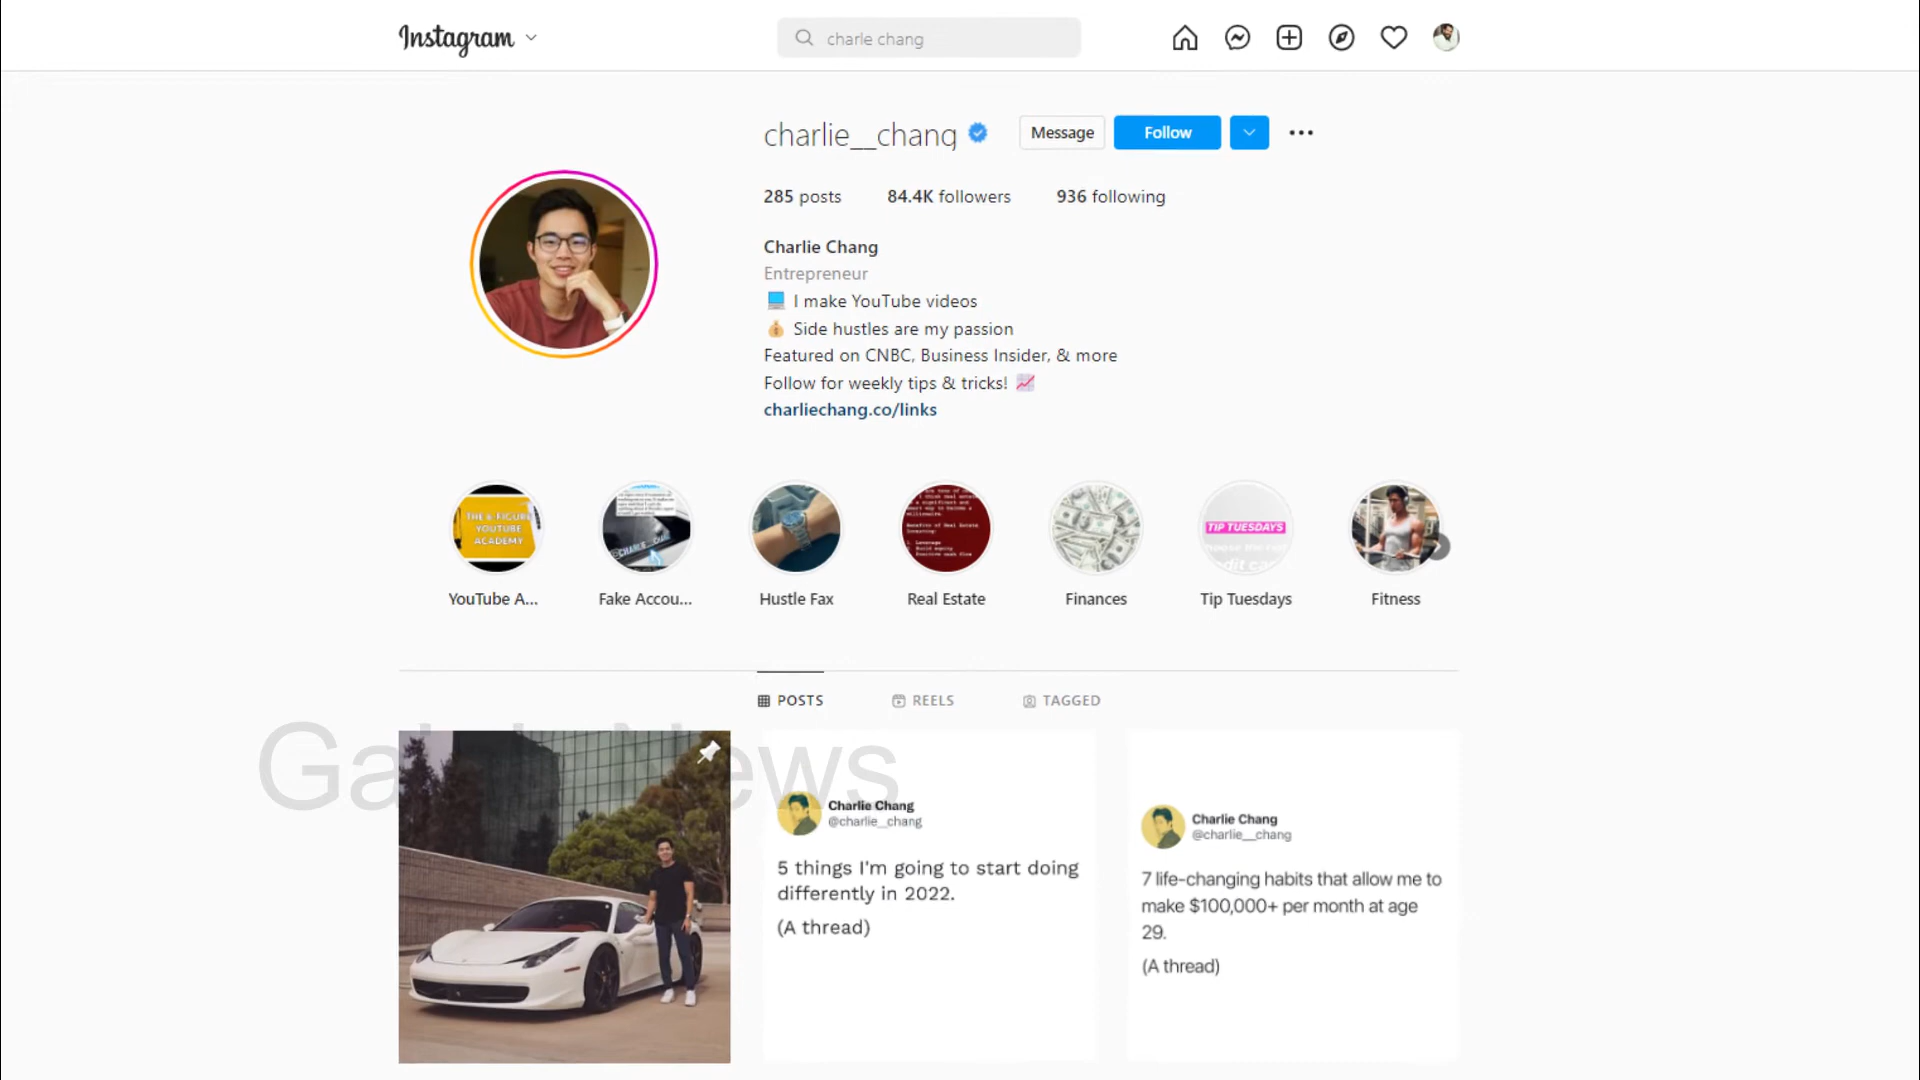 Instagram
charle chang
charlie__chang
Message
Follow
285 posts
84.4K followers
936 following
Charlie Chang
Entrepreneur
I make YouTube videos
Side hustles are my passion
Featured on CNBC, Business Insider, & more
Follow for weekly tips & tricks!
charliechang.co/links
THE 6-FIGURE
YOUTUBE
ACADEMY
TIP TUESDAYS
YouTube A...
Fake Accou...
Hustle Fax
Real Estate
Finances
Tip Tuesdays
Fitness
POSTS
REELS
TAGGED
News
Charlie Chang
@charlie__chang
5 things I'm going to start doing
differently in 2022.
(A thread)
Charlie Chang
@charlie__chang
7 life-changing habits that allow me to
make $100,000+ per month at age
29.
(A thread)